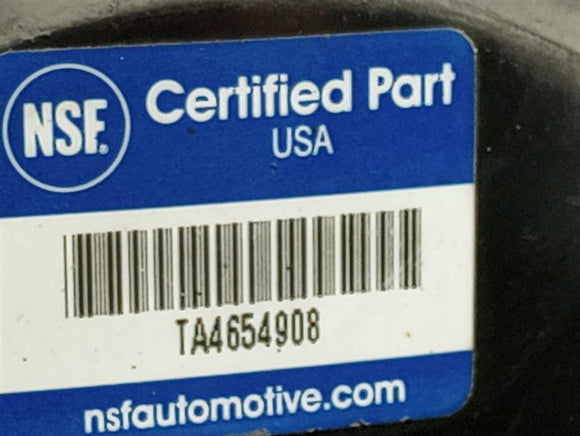 NSF®
Certified Part
USA
TA4654908
nsfautomotive.com